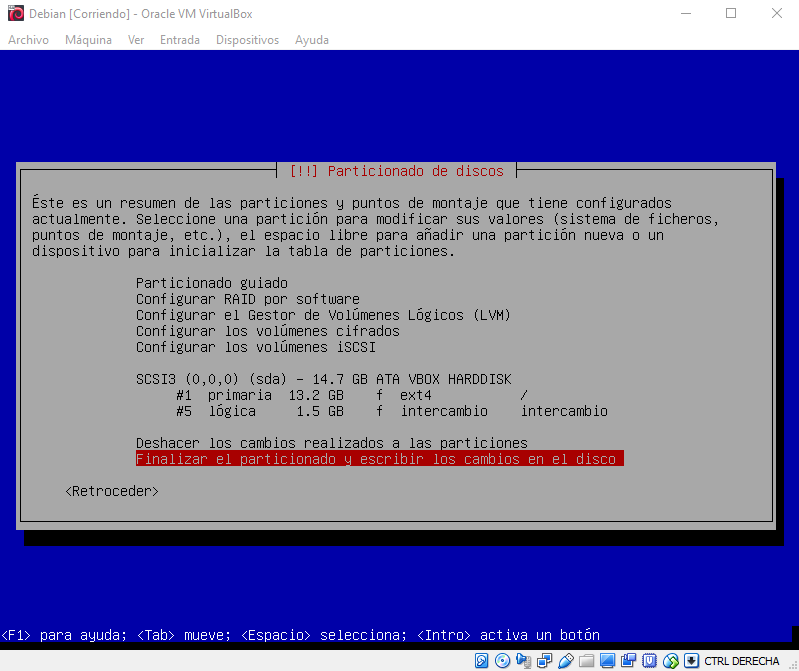 Debian [Corriendo] - Oracle VM VirtualBox
Archivo Máquina Ver Entrada Dispositivos Ayuda
[!!] Particionado de discos
Éste es un resumen de las particiones y puntos de montaje que tiene configurados
actualmente. Seleccione una partición para modificar sus valores (sistema de ficheros,
puntos de montaje, etc.), el espacio libre para añadir una partición nueva o un
dispositivo para inicializar la tabla de particiones.
Particionado guiado
Configurar RAID por software
Configurar el Gestor de Volúmenes Lógicos (LVM)
Configurar los volúmenes cifrados
Configurar los volúmenes iSCSI
SCSI3 (0,0,0) (sda) - 14.7 GB ATA VBOX HARDDISK
#1 primaria 13.2 GB f ext4 /
#5 lógica 1.5 GB f intercambio intercambio
Deshacer los cambios realizados a las particiones
Finalizar el particionado y escribir los cambios en el disco
<Retroceder>
<F1> para ayuda; <Tab> mueve; <Espacio> selecciona; <Intro> activa un botón
CTRL DERECHA